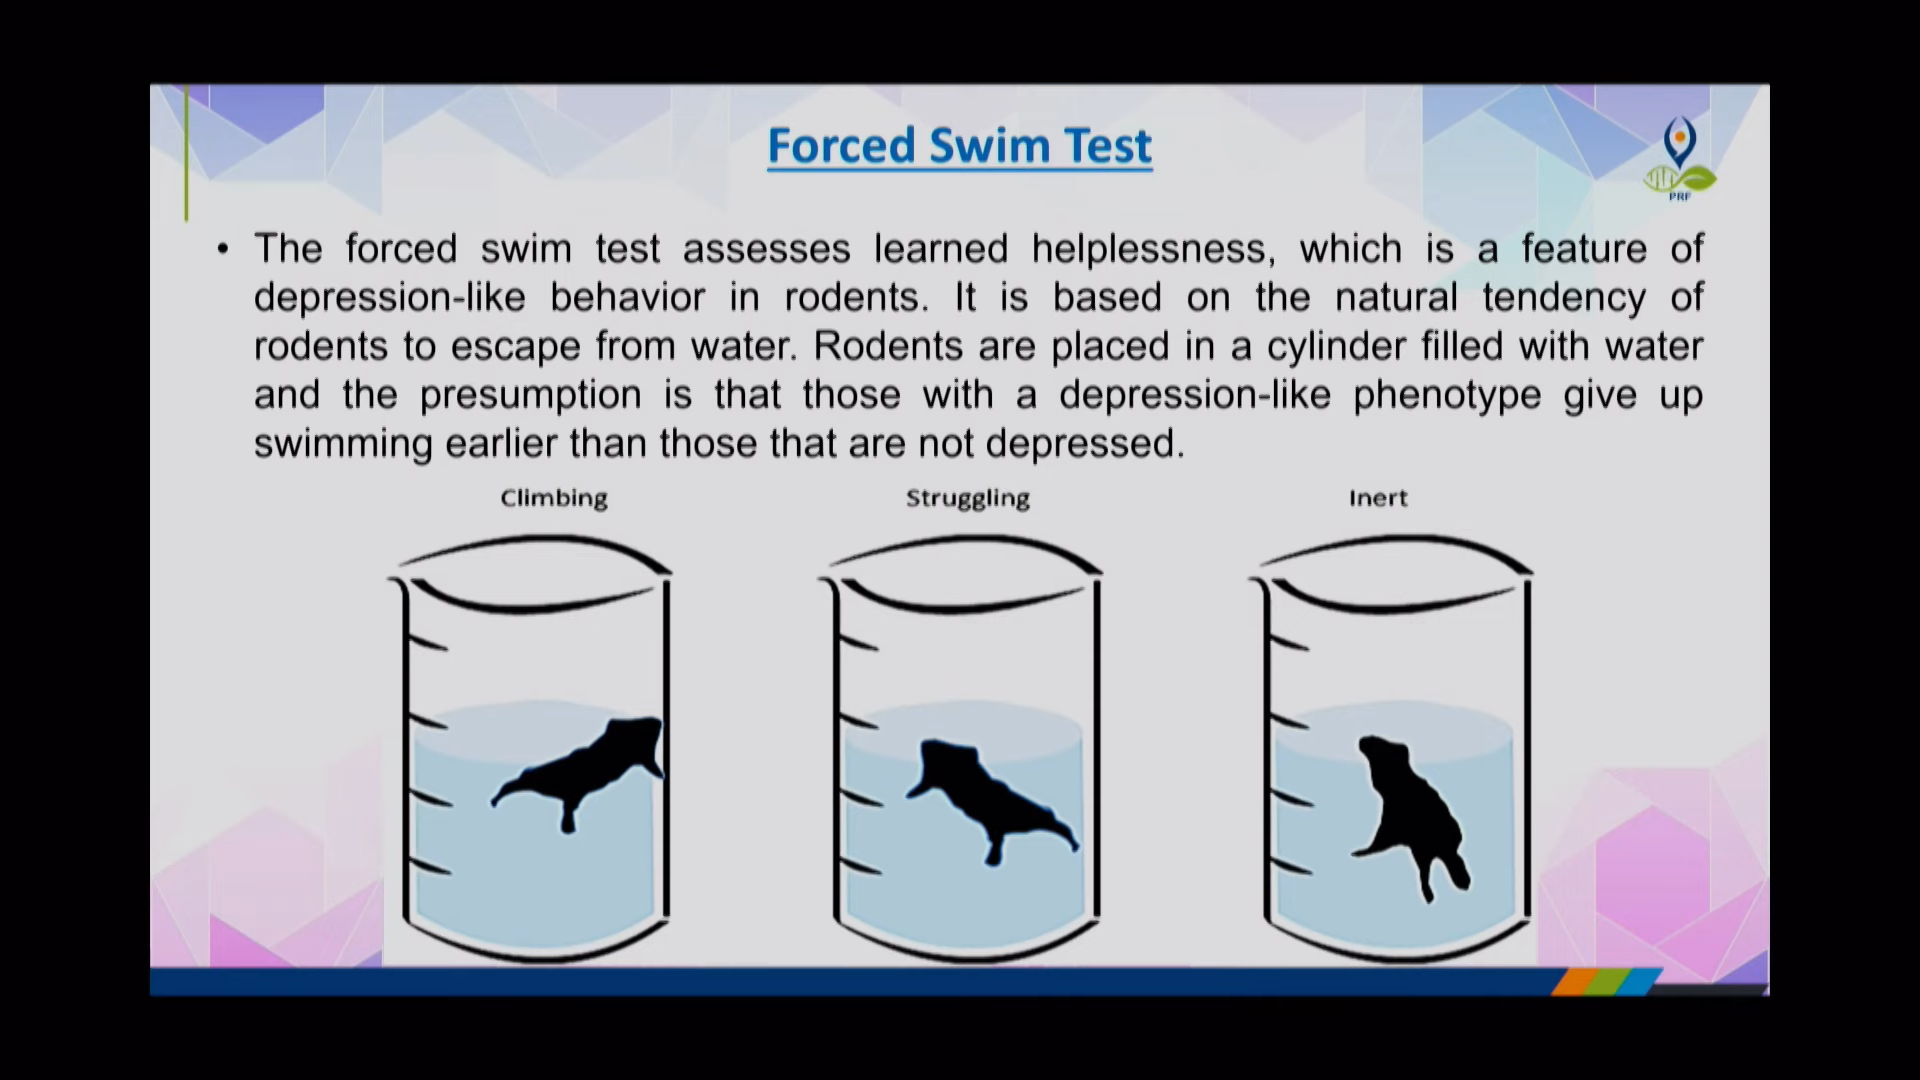 Forced Swim Test
PRF
• The forced swim test assesses learned helplessness, which is a feature of
depression-like behavior in rodents. It is based on the natural tendency of
rodents to escape from water. Rodents are placed in a cylinder filled with water
and the presumption is that those with a depression-like phenotype give up
swimming earlier than those that are not depressed.
Climbing
Struggling
Inert